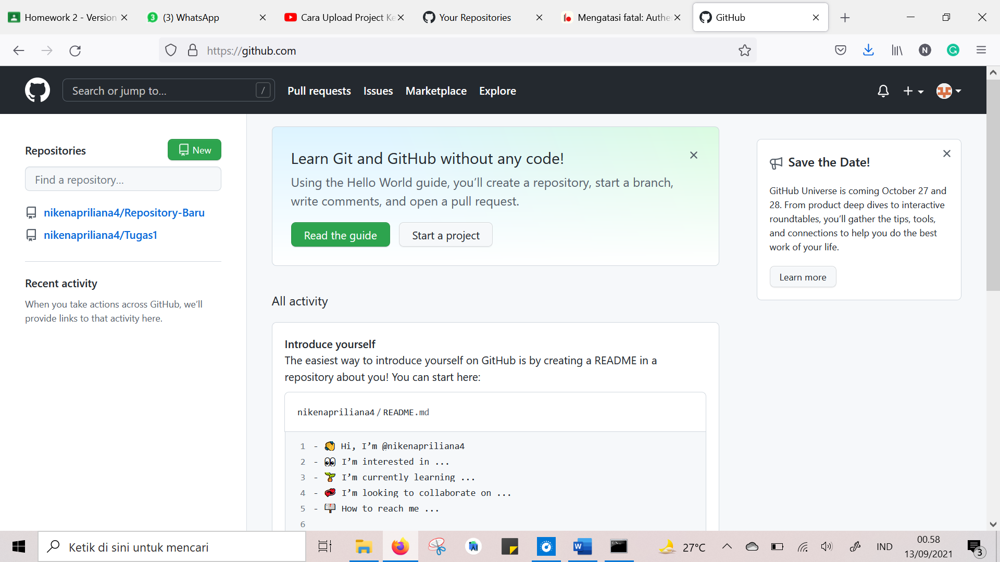 Homework 2 - Version
3 (3) WhatsApp
Cara Upload Project Ke
Your Repositories
Mengatasi fatal: Authe
GitHub
https://github.com
N
G
Search or jump to...
/
Pull requests
Issues
Marketplace
Explore
Repositories
New
Find a repository...
nikenapriliana4/Repository-Baru
nikenapriliana4/Tugas1
Recent activity
When you take actions across GitHub, we’ll
provide links to that activity here.
Learn Git and GitHub without any code!
Using the Hello World guide, you’ll create a repository, start a branch,
write comments, and open a pull request.
Read the guide
Start a project
All activity
Introduce yourself
The easiest way to introduce yourself on GitHub is by creating a README in a
repository about you! You can start here:
nikenapriliana4 / README.md
1 - 👋 Hi, I’m @nikenapriliana4
2 - 👀 I’m interested in ...
3 - 🌱 I’m currently learning ...
4 - 💞️ I’m looking to collaborate on ...
5 - 📫 How to reach me ...
6
Save the Date!
GitHub Universe is coming October 27 and
28. From product deep dives to interactive
roundtables, you’ll gather the tips, tools,
and connections to help you do the best
work of your life.
Learn more
Ketik di sini untuk mencari
W
27°C
IND
00.58
13/09/2021
3